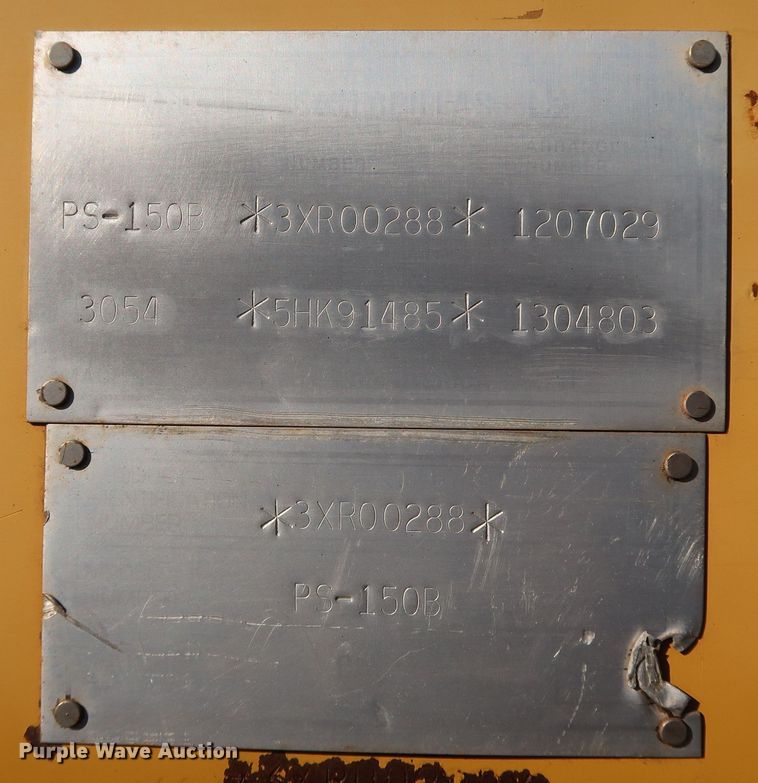 PS-150B *3XR00288* 1207029
3054 *5HK91485* 1304803
*3XR00288*
PS-150B
Purple Wave Auction